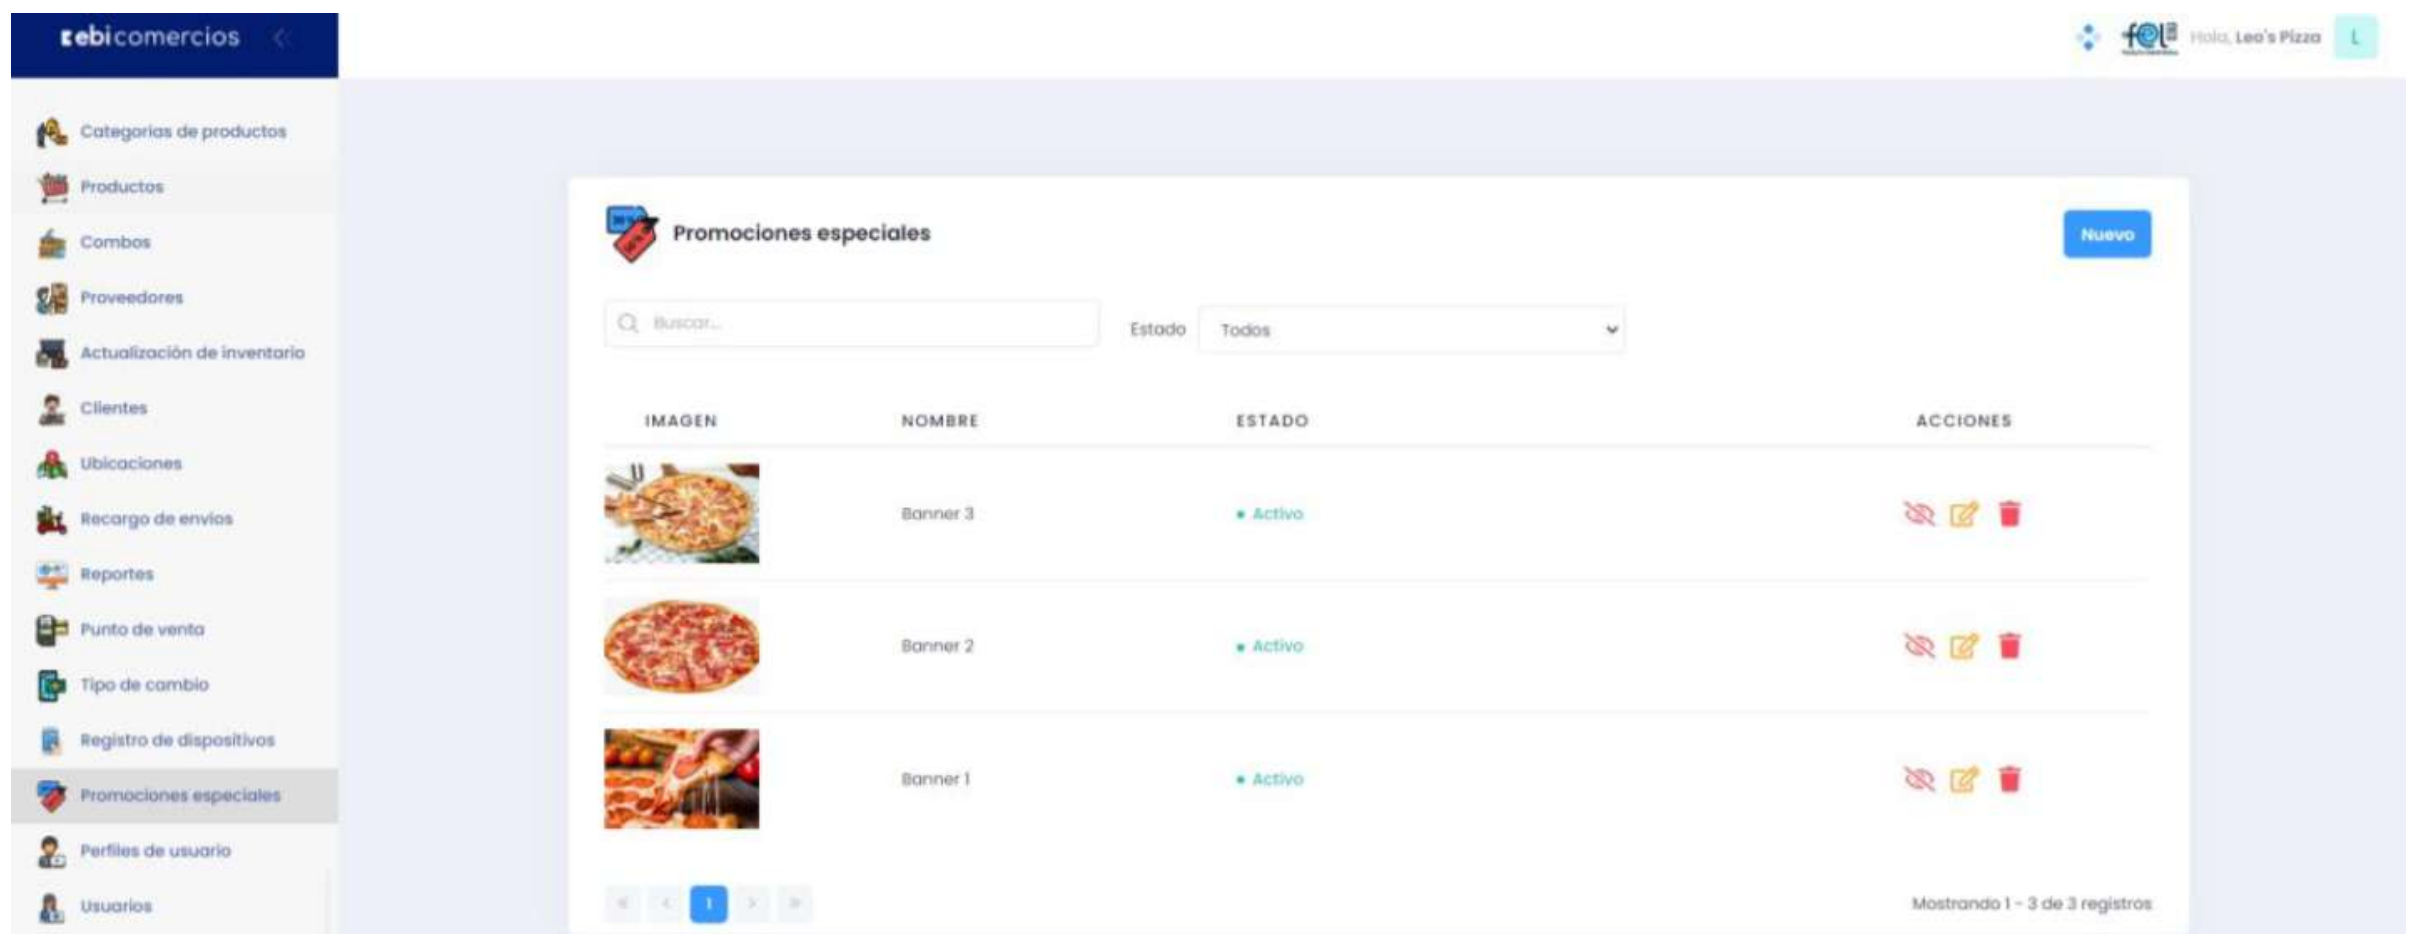 ebicomercios
fel Hola, Leo's Pizza L
Categorías de productos
Productos
Combos
Proveedores
Actualización de inventario
Clientes
Ubicaciones
Recargo de envíos
Reportes
Punto de venta
Tipo de cambio
Registro de dispositivos
Promociones especiales
Perfiles de usuario
Usuarios
Promociones especiales
Nuevo
Buscar...
Estado Todos
IMAGEN NOMBRE ESTADO ACCIONES
Banner 3 Activo
Banner 2 Activo
Banner 1 Activo
« ‹ 1 › »
Mostrando 1 - 3 de 3 registros